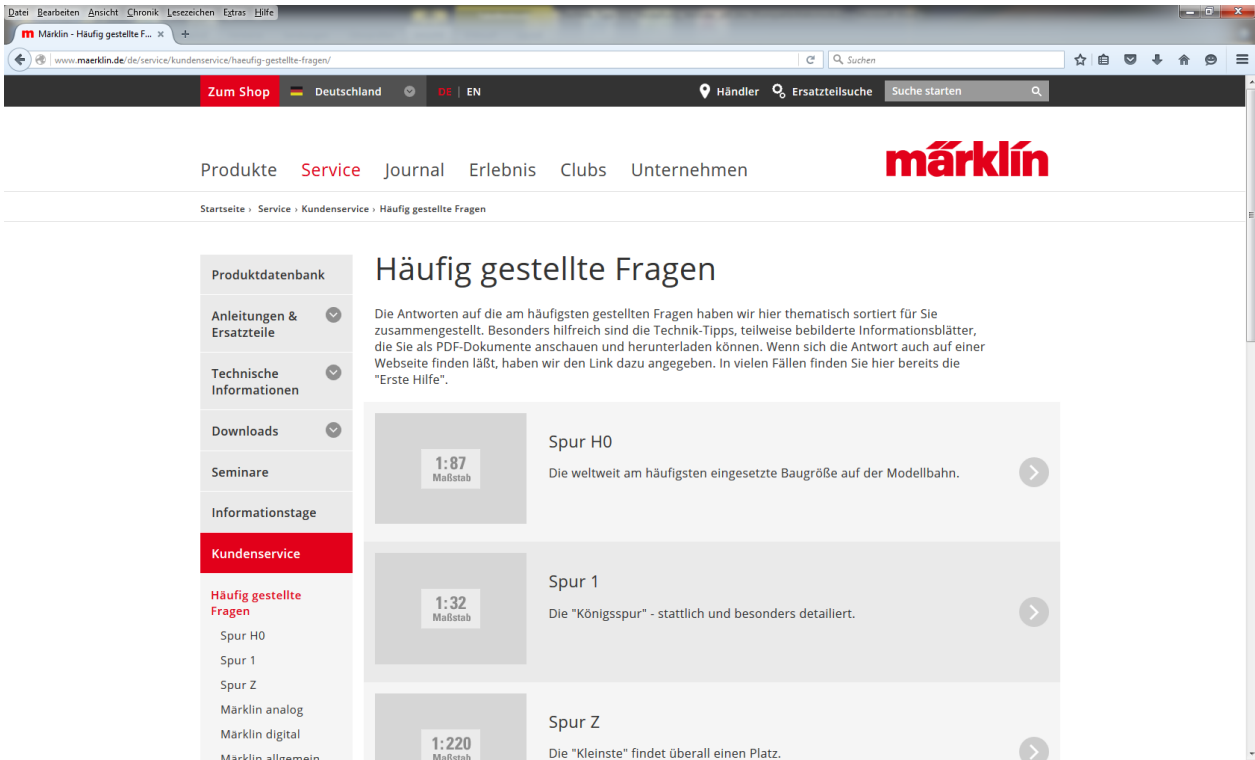 Datei Bearbeiten Ansicht Chronik Lesezeichen Extras Hilfe
m Märklin - Häufig gestellte F... × +
www.maerklin.de/de/service/kundenservice/haeufig-gestellte-fragen/
Suchen
Zum Shop Deutschland DE | EN Händler Ersatzteilsuche Suche starten
Produkte Service Journal Erlebnis Clubs Unternehmen märklín
Startseite › Service › Kundenservice › Häufig gestellte Fragen
Produktdatenbank
Anleitungen &
Ersatzteile
Technische
Informationen
Downloads
Seminare
Informationstage
Kundenservice
Häufig gestellte
Fragen
Spur H0
Spur 1
Spur Z
Märklin analog
Märklin digital
Märklin allgemein
Häufig gestellte Fragen
Die Antworten auf die am häufigsten gestellten Fragen haben wir hier thematisch sortiert für Sie
zusammengestellt. Besonders hilfreich sind die Technik-Tipps, teilweise bebilderte Informationsblätter,
die Sie als PDF-Dokumente anschauen und herunterladen können. Wenn sich die Antwort auch auf einer
Webseite finden läßt, haben wir den Link dazu angegeben. In vielen Fällen finden Sie hier bereits die
"Erste Hilfe".
1:87
Maßstab
Spur H0
Die weltweit am häufigsten eingesetzte Baugröße auf der Modellbahn.
1:32
Maßstab
Spur 1
Die "Königsspur" - stattlich und besonders detailiert.
1:220
Maßstab
Spur Z
Die "Kleinste" findet überall einen Platz.